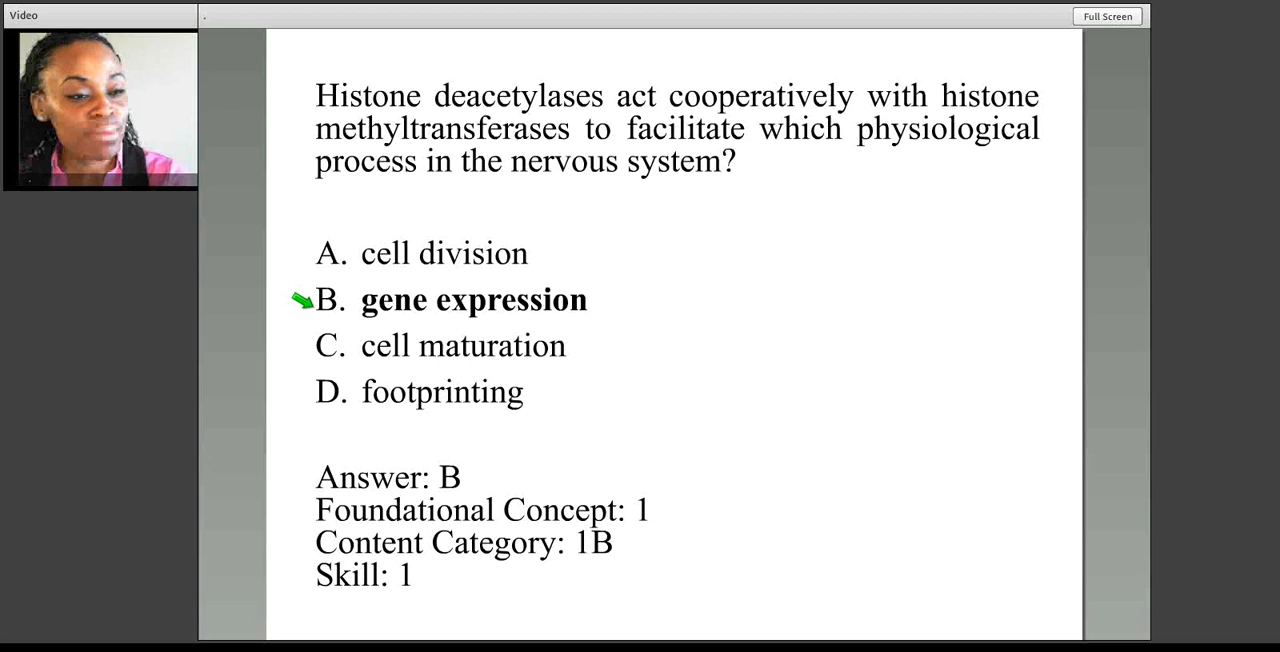 Video
.
Full Screen
Histone deacetylases act cooperatively with histone
methyltransferases to facilitate which physiological
process in the nervous system?
A. cell division
B. gene expression
C. cell maturation
D. footprinting
Answer: B
Foundational Concept: 1
Content Category: 1B
Skill: 1